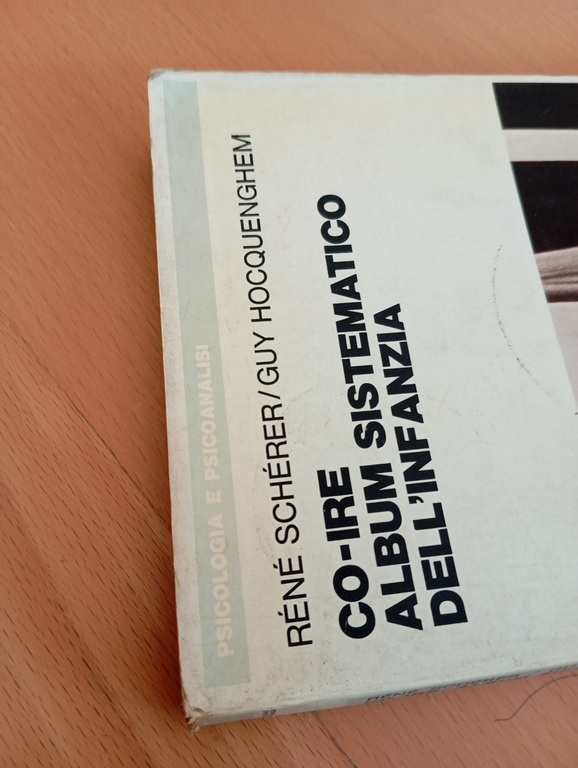 PSICOLOGIA E PSICOANALISI
RÉNÉ SCHÉRER/GUY HOCQUENGHEM
CO-IRE
ALBUM SISTEMATICO
DELL'INFANZIA